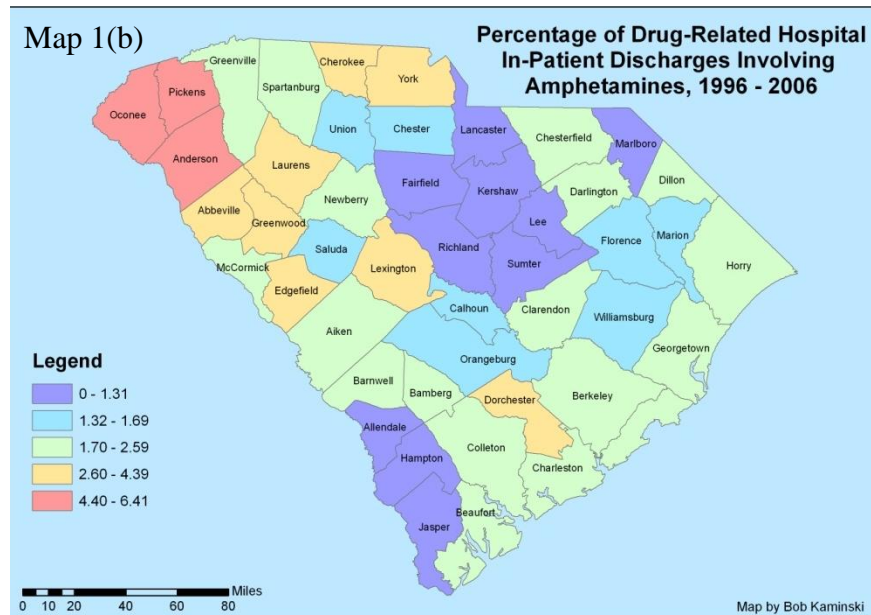 Map 1(b)
Percentage of Drug-Related Hospital
In-Patient Discharges Involving
Amphetamines, 1996 - 2006
Greenville
Cherokee
York
Spartanburg
Pickens
Oconee
Union
Chester
Lancaster
Chesterfield
Marlboro
Anderson
Laurens
Dillon
Fairfield
Kershaw
Darlington
Newberry
Abbeville
Greenwood
Lee
Florence
Marion
Saluda
Richland
Horry
McCormick
Lexington
Sumter
Edgefield
Calhoun
Clarendon
Williamsburg
Aiken
Georgetown
Orangeburg
Barnwell
Bamberg
Dorchester
Berkeley
Allendale
Colleton
Hampton
Charleston
Beaufort
Jasper
Legend
0 - 1.31
1.32 - 1.69
1.70 - 2.59
2.60 - 4.39
4.40 - 6.41
Miles
0 5 10 20 40 60 80
Map by Bob Kaminski